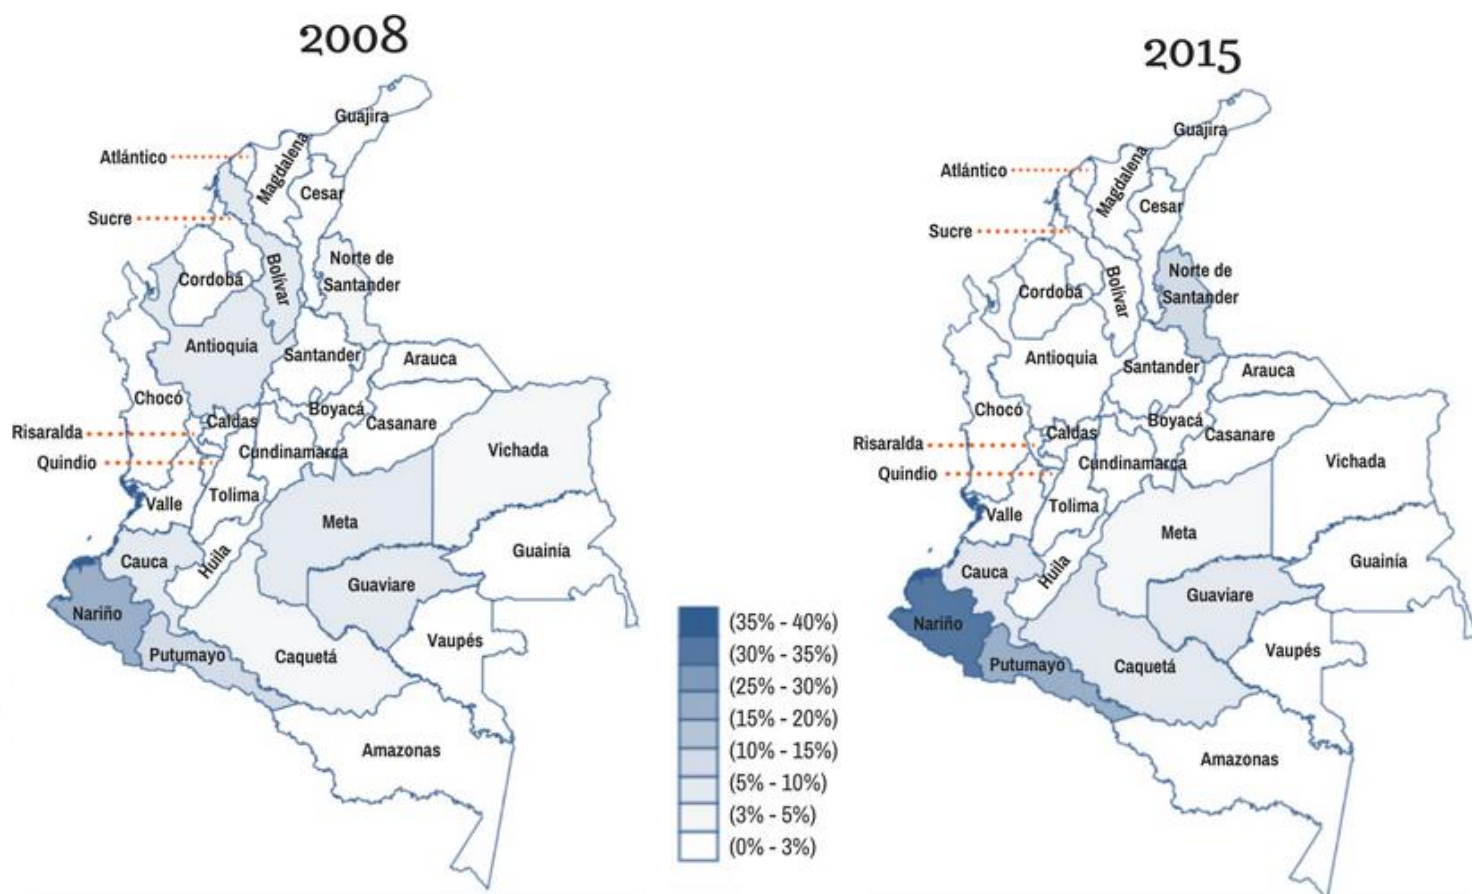 2008
Guajira
Atlántico
Magdalena
Cesar
Sucre
Norte de
Santander
Cordobá
Bolívar
Antioquia
Santander
Arauca
Chocó
Boyacá
Casanare
Caldas
Risaralda
Cundinamarca
Vichada
Quindio
Tolima
Valle
Meta
Guainía
Cauca
Huila
Guaviare
Nariño
Vaupés
Putumayo
Caquetá
Amazonas
(35% - 40%)
(30% - 35%)
(25% - 30%)
(15% - 20%)
(10% - 15%)
(5% - 10%)
(3% - 5%)
(0% - 3%)
2015
Guajira
Atlántico
Magdalena
Cesar
Sucre
Norte de
Santander
Cordobá
Bolívar
Antioquia
Santander
Arauca
Chocó
Boyacá
Casanare
Caldas
Risaralda
Cundinamarca
Vichada
Quindio
Tolima
Valle
Meta
Guainía
Cauca
Huila
Guaviare
Nariño
Vaupés
Putumayo
Caquetá
Amazonas